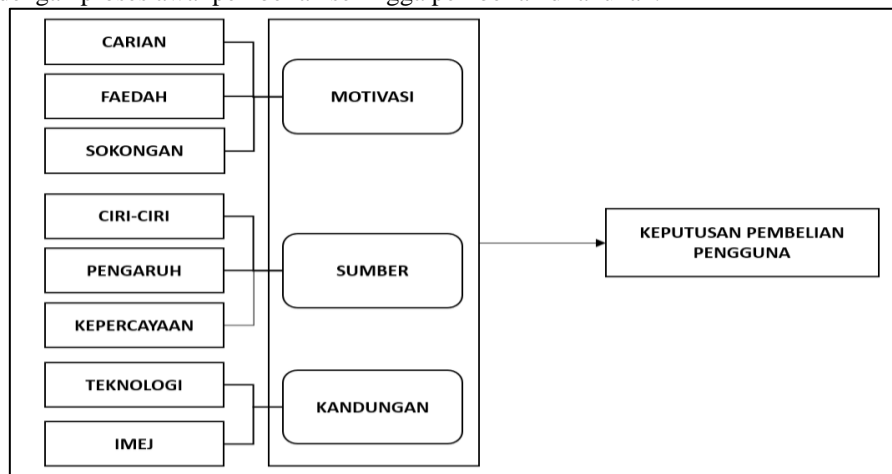 CARIAN
FAEDAH
SOKONGAN
MOTIVASI
CIRI-CIRI
PENGARUH
KEPERCAYAAN
SUMBER
TEKNOLOGI
IMEJ
KANDUNGAN
KEPUTUSAN PEMBELIAN
PENGGUNA